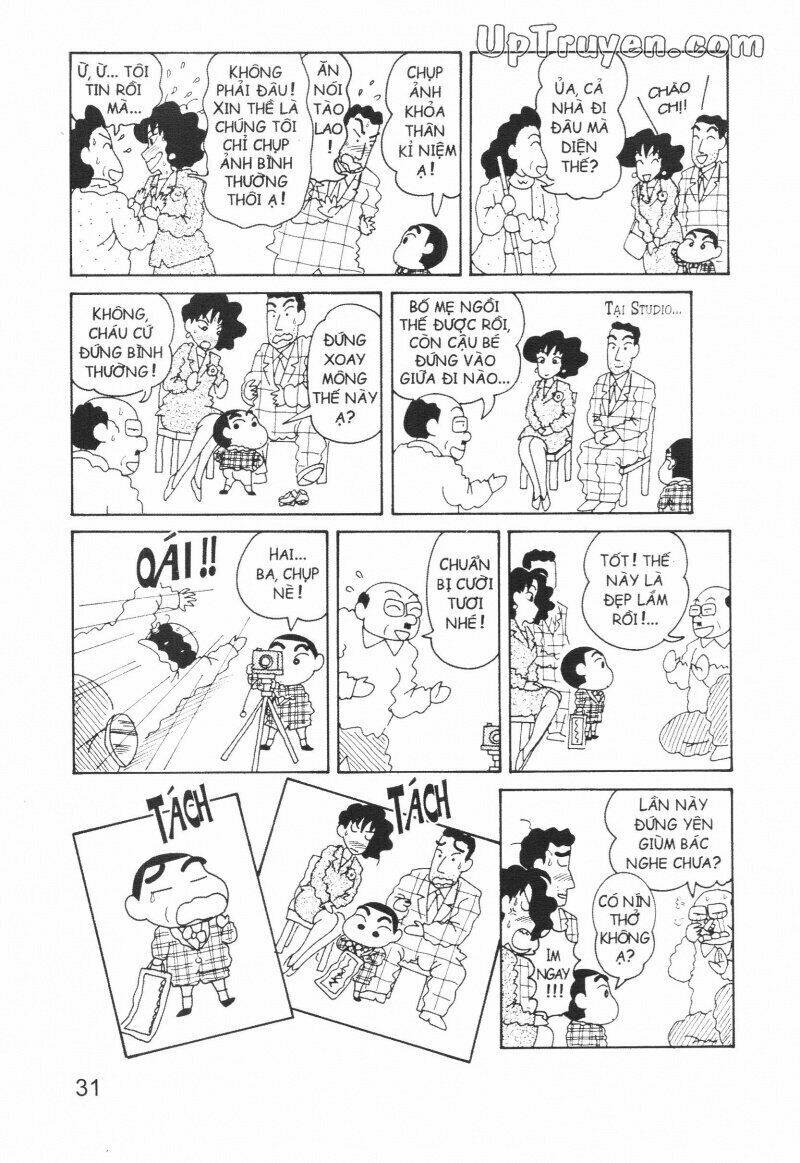 UpTruyen.com
CHÀO
CHỊ!
ỦA, CẢ
NHÀ ĐI
ĐÂU MÀ
DIỆN
THẾ?
CHỤP
ẢNH
KHỎA
THÂN
KỈ NIỆM
Ạ!
ĂN
NÓI
TÀO
LAO
!
KHÔNG
PHẢI ĐÂU!
XIN THỀ LÀ
CHÚNG TÔI
CHỈ CHỤP
ẢNH BÌNH
THƯỜNG
THÔI Ạ!
Ừ, Ừ... TÔI
TIN RỒI
MÀ...
TẠI STUDIO...
BỐ MẸ NGỒI
THẾ ĐƯỢC RỒI,
CÒN CẬU BÉ
ĐỨNG VÀO
GIỮA ĐI NÀO...
ĐỨNG
XOAY
MÔNG
THẾ NÀY
Ạ?
KHÔNG,
CHÁU CỨ
ĐỨNG BÌNH
THƯỜNG!
TỐT! THẾ
NÀY LÀ
ĐẸP LẮM
RỒI!...
CHUẨN
BỊ CƯỜI
TƯƠI
NHÉ!
HAI...
BA, CHỤP
NÈ!
OÁI!!
LẦN NÀY
ĐỨNG YÊN
GIÙM BÁC
NGHE CHƯA?
CÓ NÍN
THỞ
KHÔNG
Ạ?
IM
NGAY
!!!
TÁCH
TÁCH
31